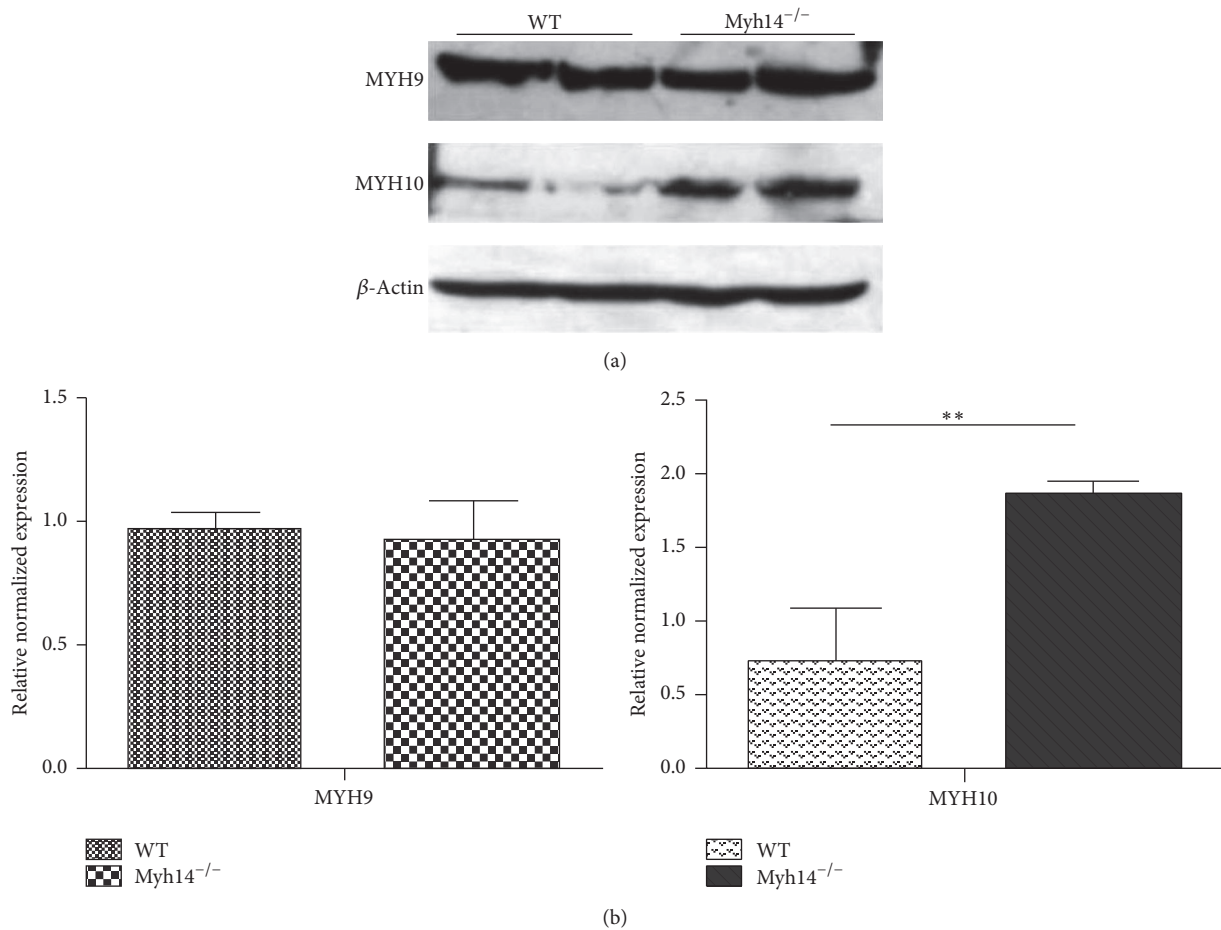 WT Myh14⁻/⁻
MYH9
MYH10
β-Actin
(a)
1.5
1.0
0.5
0.0
Relative normalized expression
MYH9
WT
Myh14⁻/⁻
2.5
2.0
1.5
1.0
0.5
0.0
Relative normalized expression
**
MYH10
WT
Myh14⁻/⁻
(b)